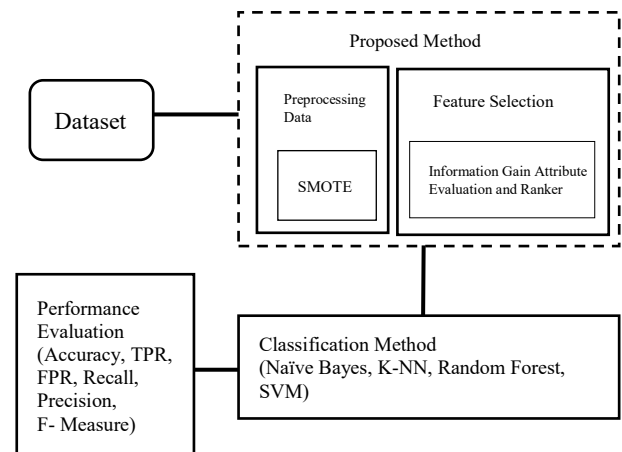 Proposed Method
Dataset
Preprocessing
Data
SMOTE
Feature Selection
Information Gain Attribute
Evaluation and Ranker
Classification Method
(Naïve Bayes, K-NN, Random Forest,
SVM)
Performance
Evaluation
(Accuracy, TPR,
FPR, Recall,
Precision,
F- Measure)